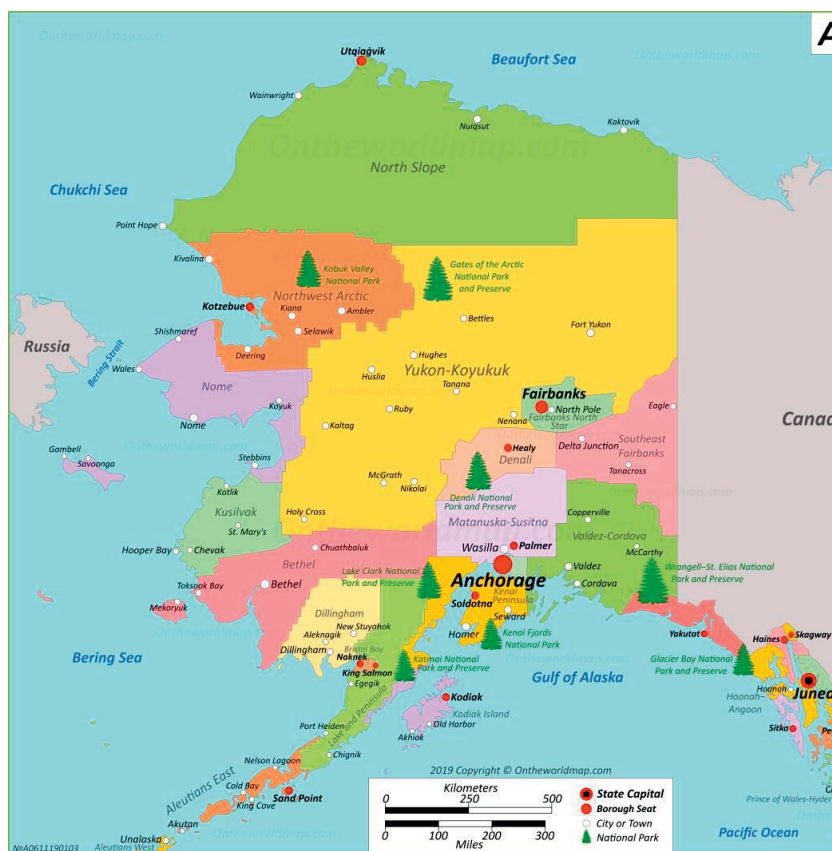 A
Ontheworldmap.com
Ontheworldmap.com
Utqiaġvik
Beaufort Sea
Wainwright
Nuiqsut
Kaktovik
Ontheworldmap.com
North Slope
Chukchi Sea
Point Hope
Kivalina
Kobuk Valley
National Park
Gates of the Arctic
National Park
and Preserve
Northwest Arctic
Kotzebue
Kiana
Ambler
Selawik
Bettles
Fort Yukon
Shishmaref
Deering
Russia
Bering Strait
Wales
Hughes
Huslia
Yukon-Koyukuk
Tanana
Nome
Koyuk
Ruby
Fairbanks
North Pole
Fairbanks North
Star
Eagle
Canad
Nome
Kaltag
Nenana
Southeast
Fairbanks
Delta Junction
Healy
Denali
Gambell
Savoonga
Stebbins
Tanacross
McGrath
Nikolai
Denali National
Park and Preserve
Kotlik
Kusilvak
St. Mary's
Holy Cross
Matanuska-Susitna
Copperville
Valdez-Cordova
Hooper Bay
Chevak
Chuathbaluk
Bethel
Wasilla
Palmer
McCarthy
Lake Clark National
Park and Preserve
Anchorage
Valdez
Wrangell–St. Elias National
Park and Preserve
Toksook Bay
Bethel
Kenai
Peninsula
Cordova
Mekoryuk
Soldotna
Seward
Dillingham
New Stuyahok
Aleknagik
Homer
Kenai Fjords
National Park
Yakutat
Haines
Skagway
Bering Sea
Dillingham
Bristol Bay
Naknek
King Salmon
Katmai National
Park and Preserve
Glacier Bay National
Park and Preserve
Egegik
Gulf of Alaska
Juneau
Hoonah
Hoonah–
Angoon
Kodiak
Kodiak Island
Old Harbor
Akhiok
Sitka
Pe
Lake and Peninsula
Port Heiden
Chignik
Nelson Lagoon
Aleutians East
Cold Bay
King Cove
Sand Point
2019 Copyright © Ontheworldmap.com
Kilometers
0 250 500
0 100 200 300
Miles
State Capital
Borough Seat
City or Town
National Park
Prince of Wales-Hyder
Akutan
Unalaska
Aleutians West
Pacific Ocean
№A0611190103